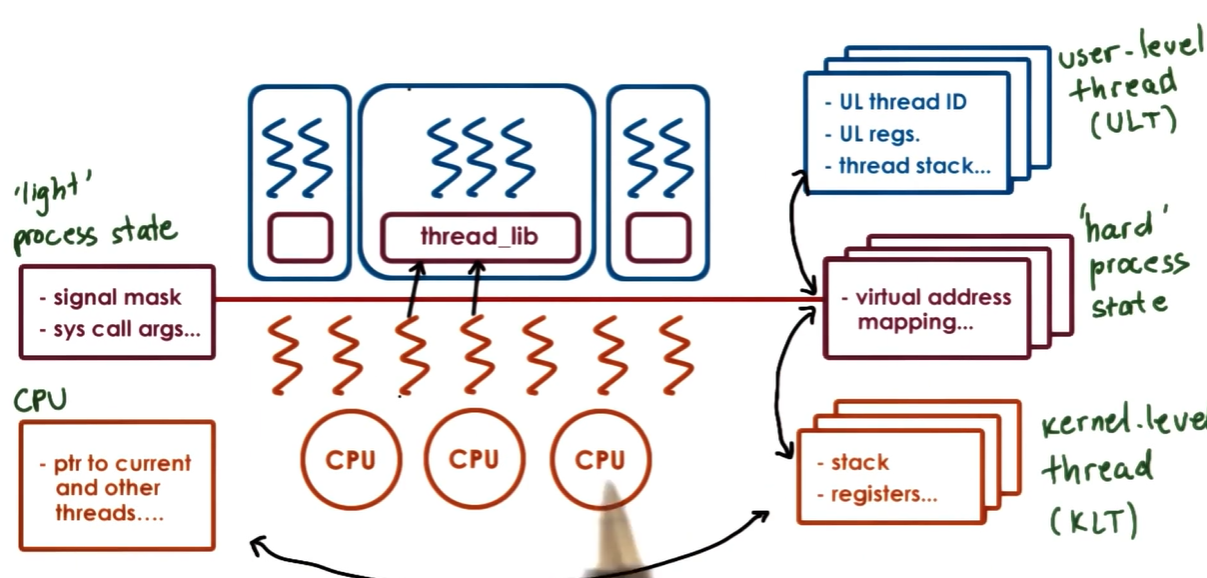 user-level
thread
(ULT)
- UL thread ID
- UL regs.
- thread stack...
'light'
process state
- signal mask
- sys call args...
thread_lib
'hard'
process
state
- virtual address
mapping...
CPU
- ptr to current
and other
threads....
CPU
CPU
CPU
- stack
- registers...
kernel-leve
thread
(KLT)